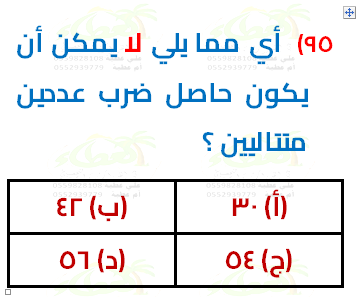 ٩٥) أي مما يلي لا يمكن أن
يكون حاصل ضرب عددين
متتاليين ؟
(أ) ٣٠ (ب) ٤٢
(ج) ٥٤ (د) ٥٦